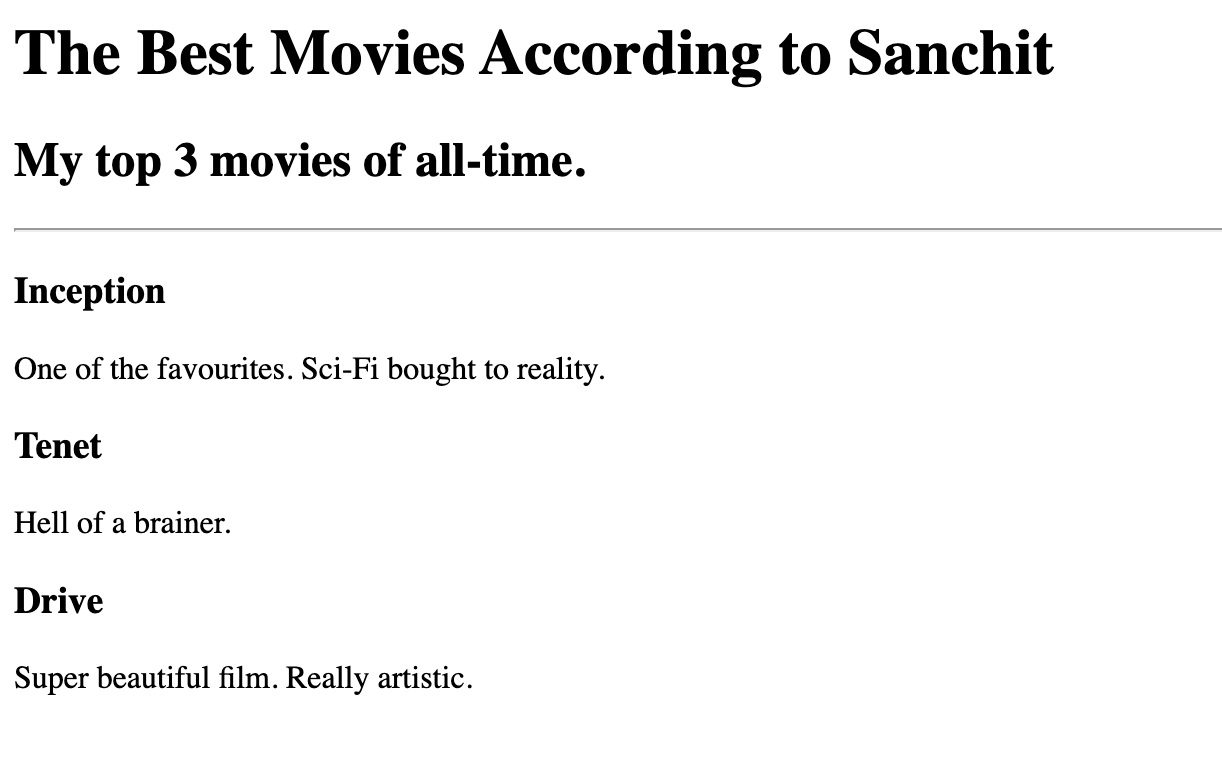 The Best Movies According to Sanchit
My top 3 movies of all-time.
Inception
One of the favourites. Sci-Fi bought to reality.
Tenet
Hell of a brainer.
Drive
Super beautiful film. Really artistic.